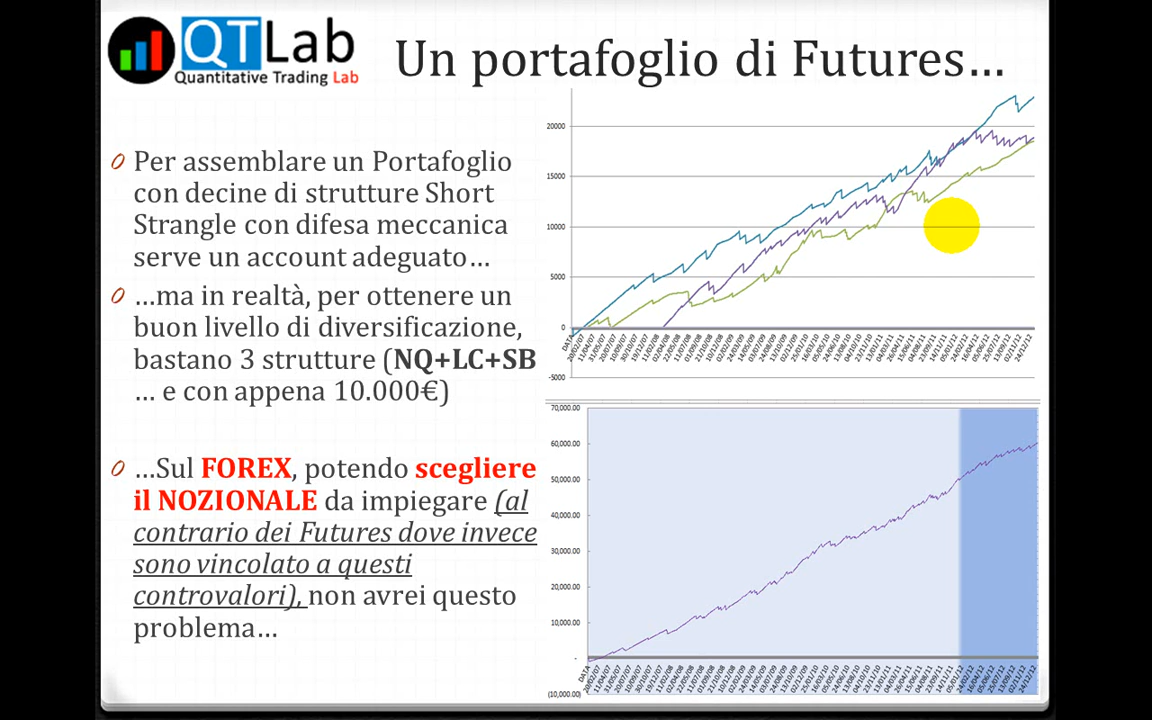 QTLab
Quantitative Trading Lab
Un portafoglio di Futures…
Per assemblare un Portafoglio
con decine di strutture Short
Strangle con difesa meccanica
serve un account adeguato…
…ma in realtà, per ottenere un
buon livello di diversificazione,
bastano 3 strutture (NQ+LC+SB
… e con appena 10.000€)
…Sul FOREX, potendo scegliere
il NOZIONALE da impiegare (al
contrario dei Futures dove invece
sono vincolato a questi
controvalori), non avrei questo
problema…
20000
15000
10000
5000
0
-5000
DATA
70,000.00
60,000.00
50,000.00
40,000.00
30,000.00
20,000.00
10,000.00
-
(10,000.00)
DATA